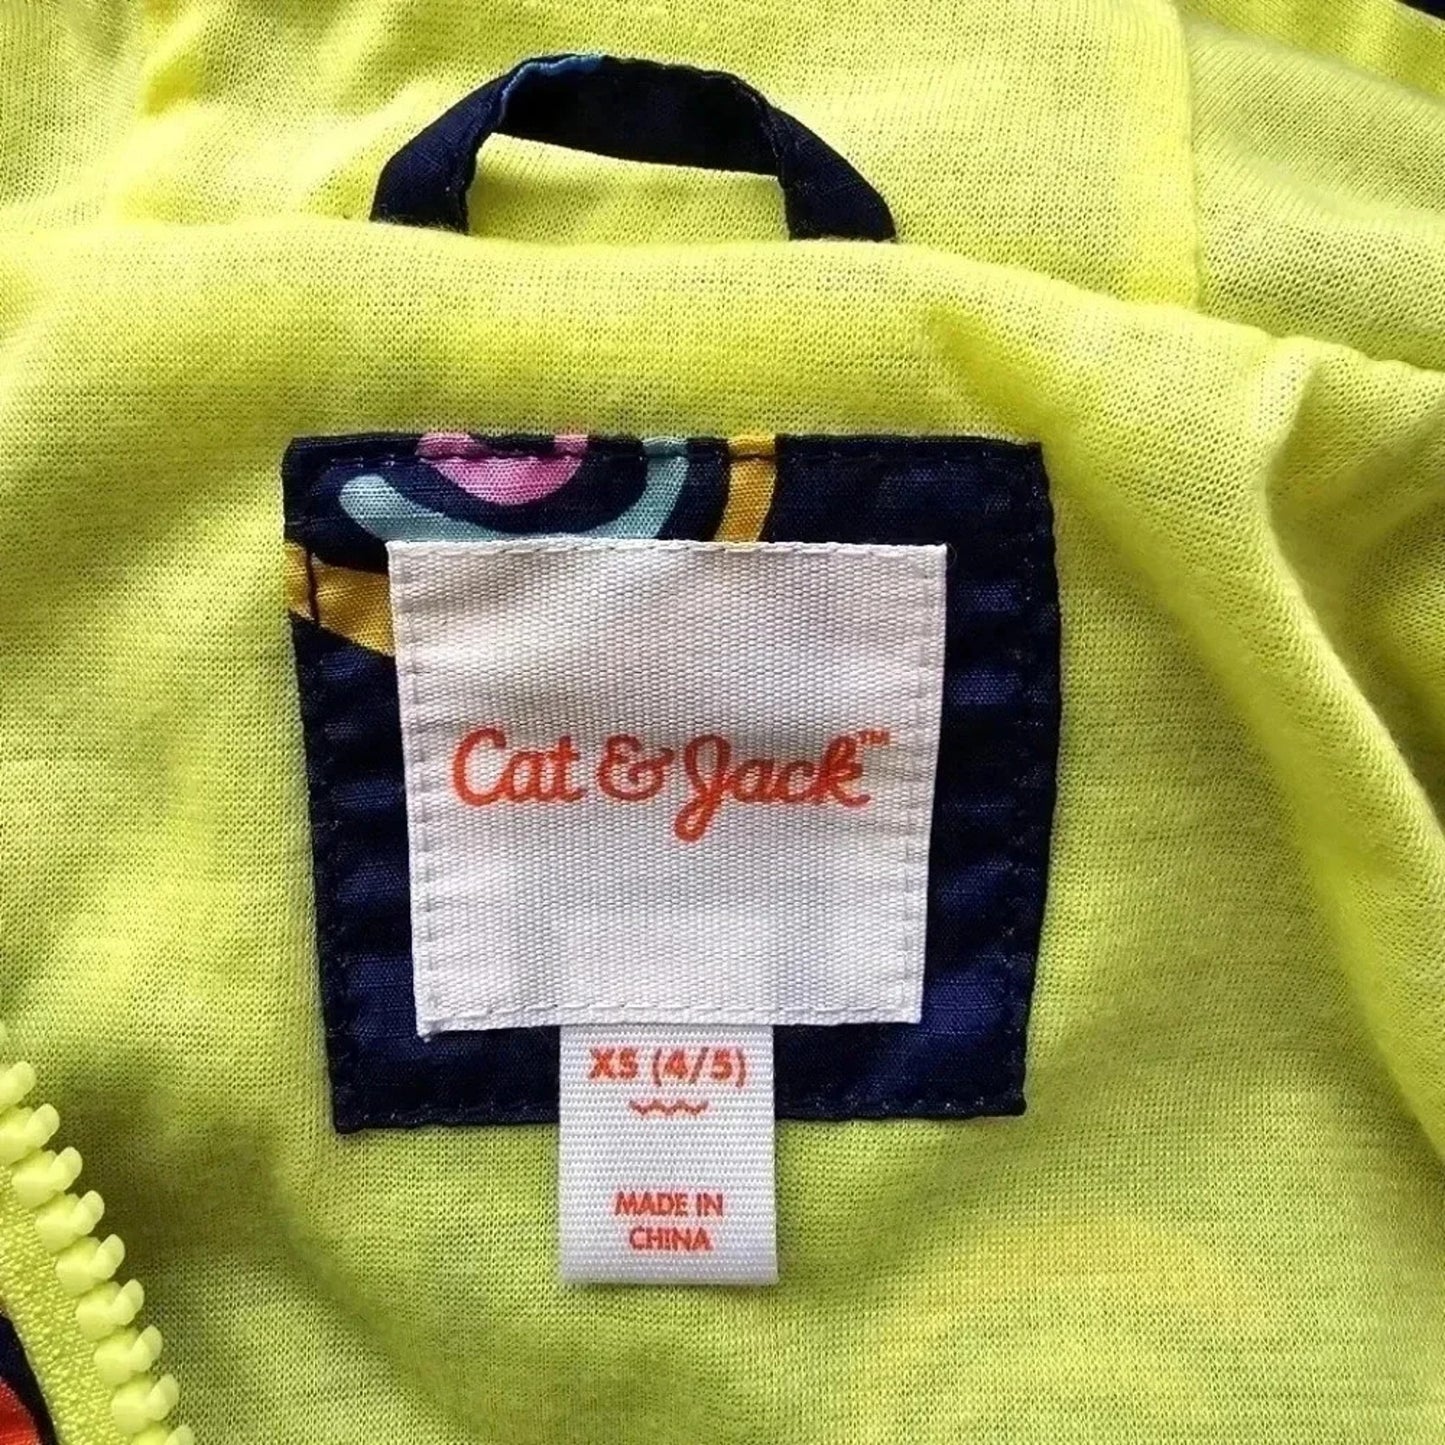 Cat & Jack™
XS (4/5)
MADE IN
CHINA